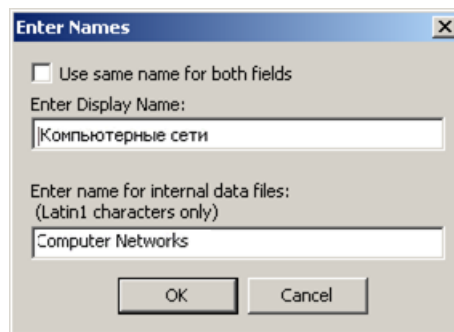 Enter Names
Use same name for both fields
Enter Display Name:
Компьютерные сети
Enter name for internal data files:
(Latin1 characters only)
Computer Networks
OK
Cancel